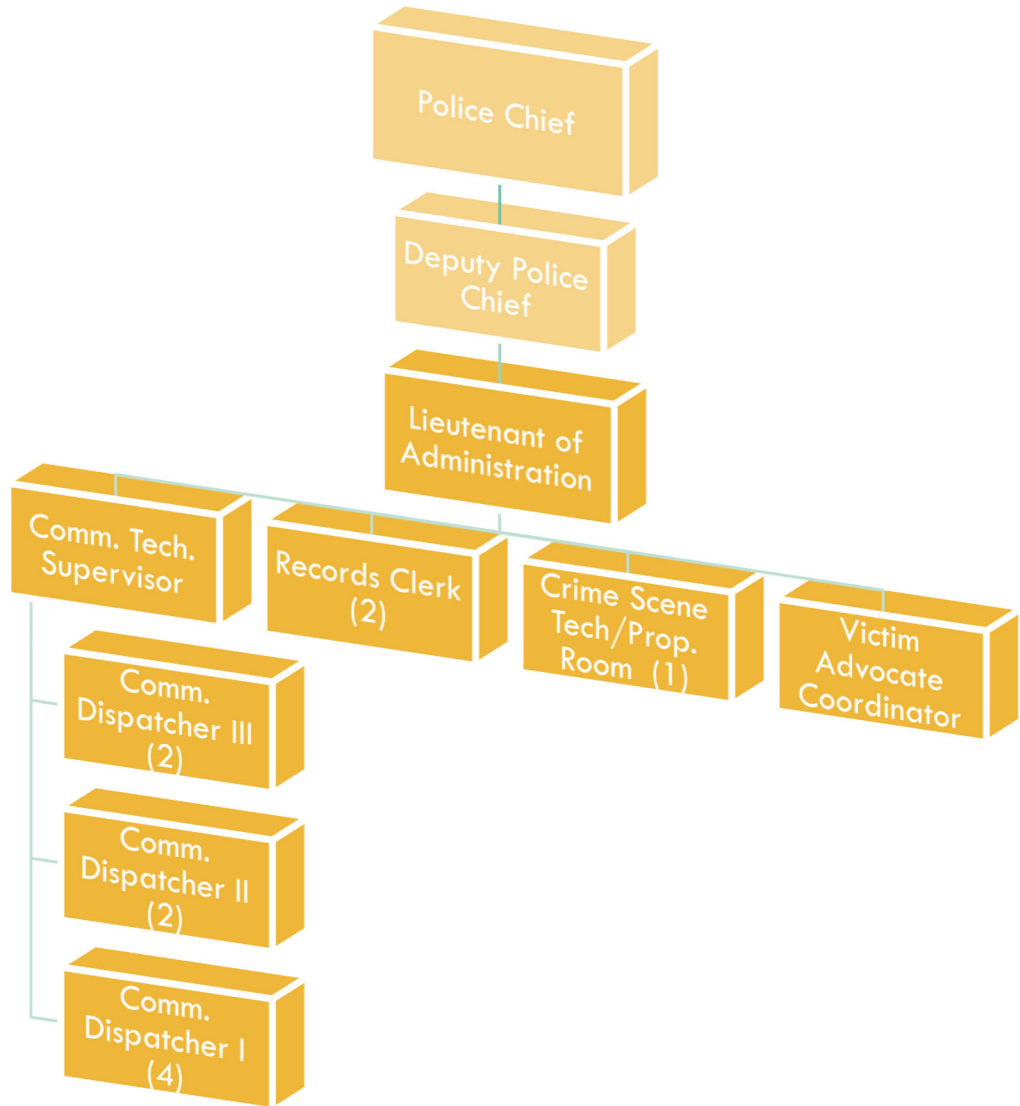 Police Chief
Deputy Police
Chief
Lieutenant of
Administration
Comm. Tech.
Supervisor
Records Clerk
(2)
Crime Scene
Tech/Prop.
Room (1)
Victim
Advocate
Coordinator
Comm.
Dispatcher III
(2)
Comm.
Dispatcher II
(2)
Comm.
Dispatcher I
(4)